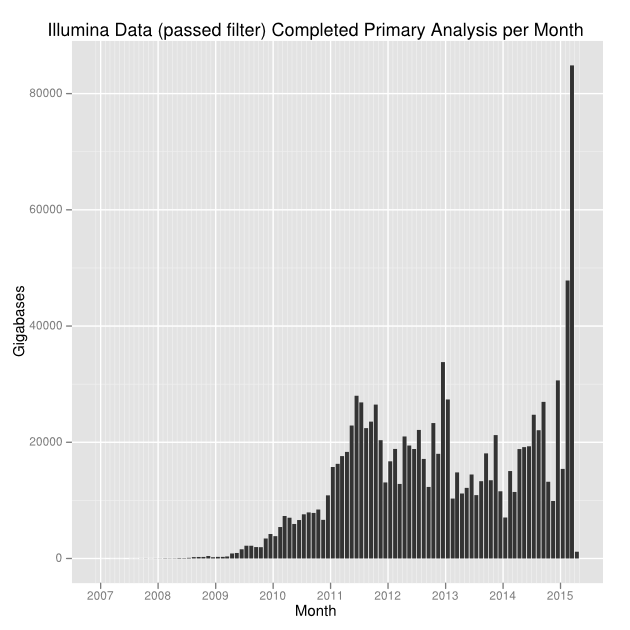 Illumina Data (passed filter) Completed Primary Analysis per Month
80000
60000
40000
20000
0
Gigabases
2007 2008 2009 2010 2011 2012 2013 2014 2015
Month